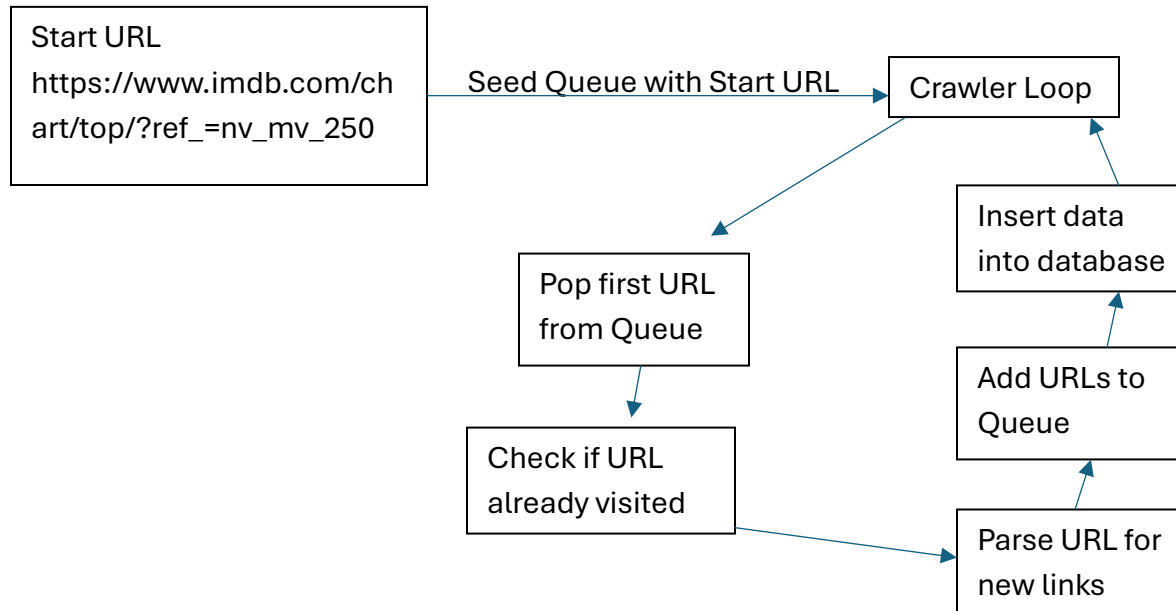 Start URL
https://www.imdb.com/ch
art/top/?ref_=nv_mv_250
Seed Queue with Start URL
Crawler Loop
Pop first URL
from Queue
Check if URL
already visited
Parse URL for
new links
Add URLs to
Queue
Insert data
into database